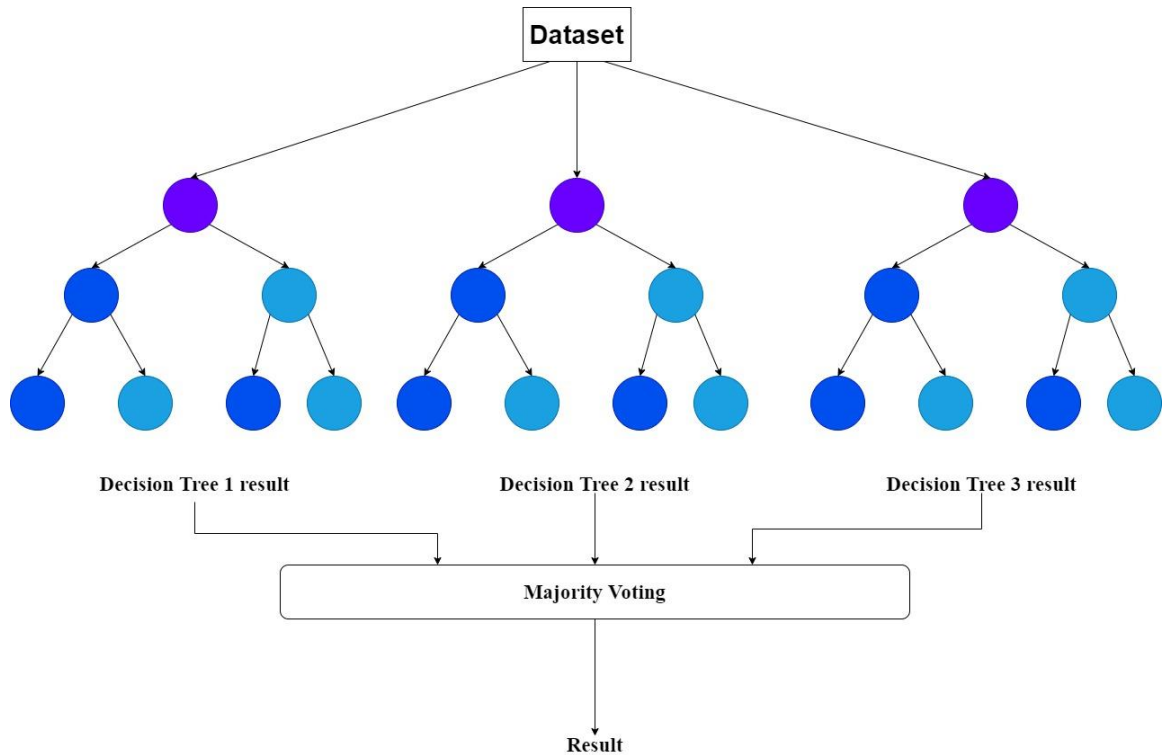 Dataset
Decision Tree 1 result
Decision Tree 2 result
Decision Tree 3 result
Majority Voting
Result